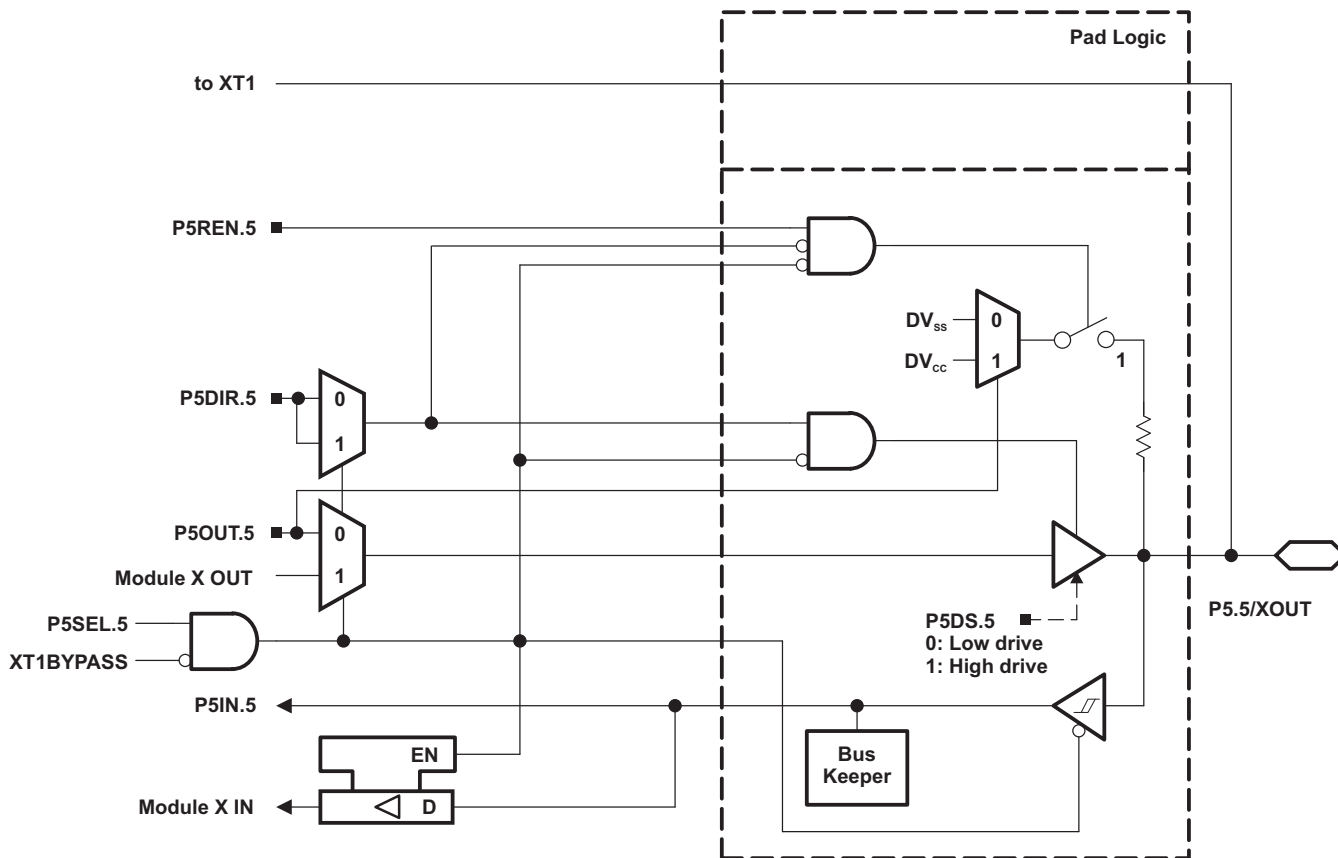 Pad Logic
to XT1
P5REN.5
DVss
0
DVcc
1
1
P5DIR.5
0
1
P5OUT.5
0
Module X OUT
1
P5SEL.5
XT1BYPASS
P5DS.5
0: Low drive
1: High drive
P5.5/XOUT
P5IN.5
Bus
Keeper
EN
Module X IN
D